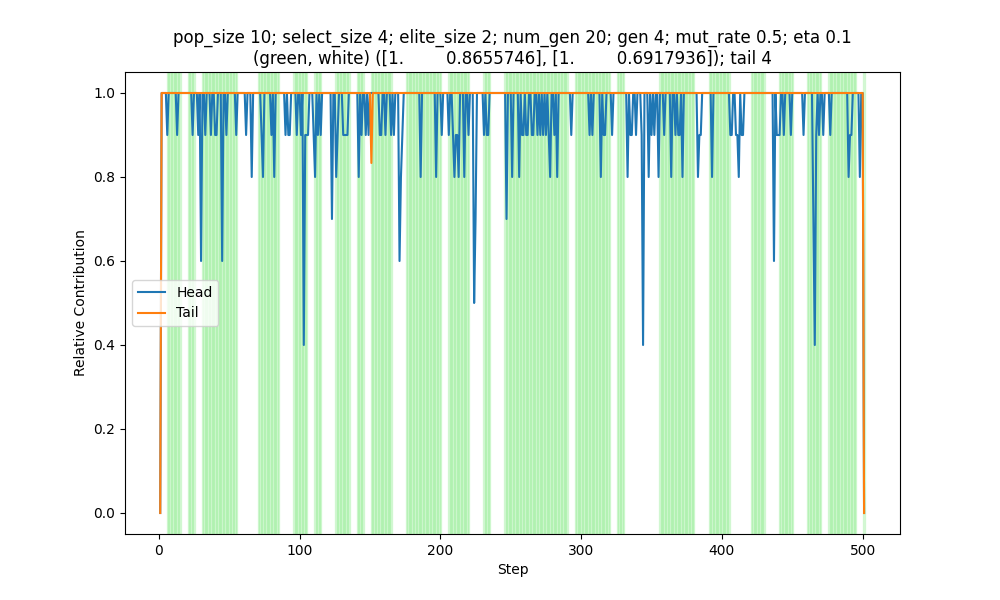 pop_size 10; select_size 4; elite_size 2; num_gen 20; gen 4; mut_rate 0.5; eta 0.1
(green, white) ([1.        0.8655746], [1.        0.6917936]); tail 4
1.0
0.8
0.6
0.4
0.2
0.0
Relative Contribution
Head
Tail
0
100
200
300
400
500
Step